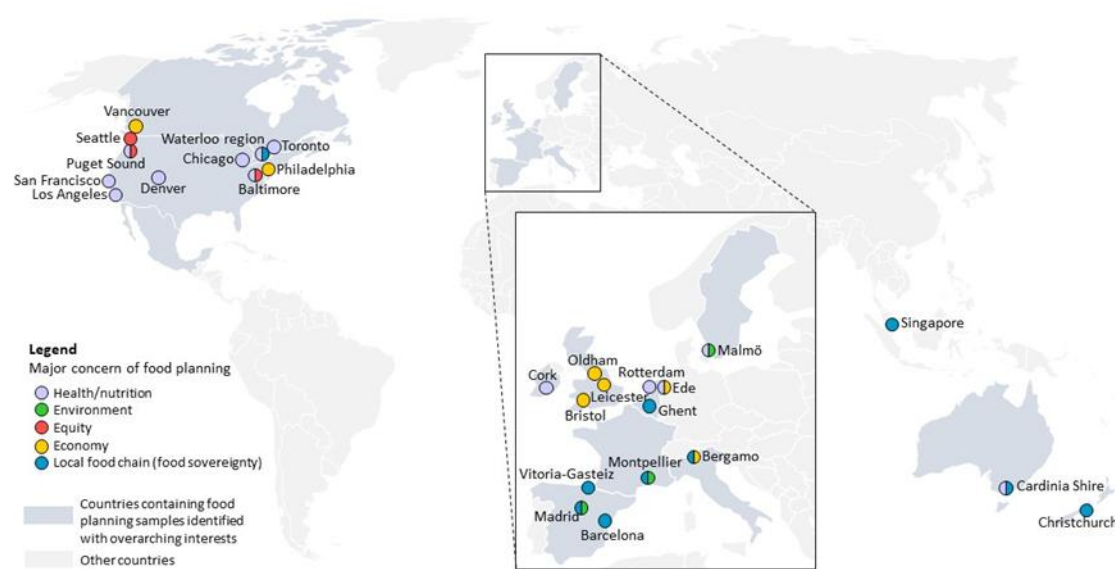 Vancouver
Seattle
Waterloo region
Toronto
Puget Sound
Chicago
Philadelphia
San Francisco
Denver
Baltimore
Los Angeles
Singapore
Legend
Major concern of food planning
Health/nutrition
Environment
Equity
Economy
Local food chain (food sovereignty)
Countries containing food
planning samples identified
with overarching interests
Other countries
Malmö
Oldham
Cork
Rotterdam
Ede
Leicester
Bristol
Ghent
Montpellier
Bergamo
Vitoria-Gasteiz
Madrid
Barcelona
Cardinia Shire
Christchurch